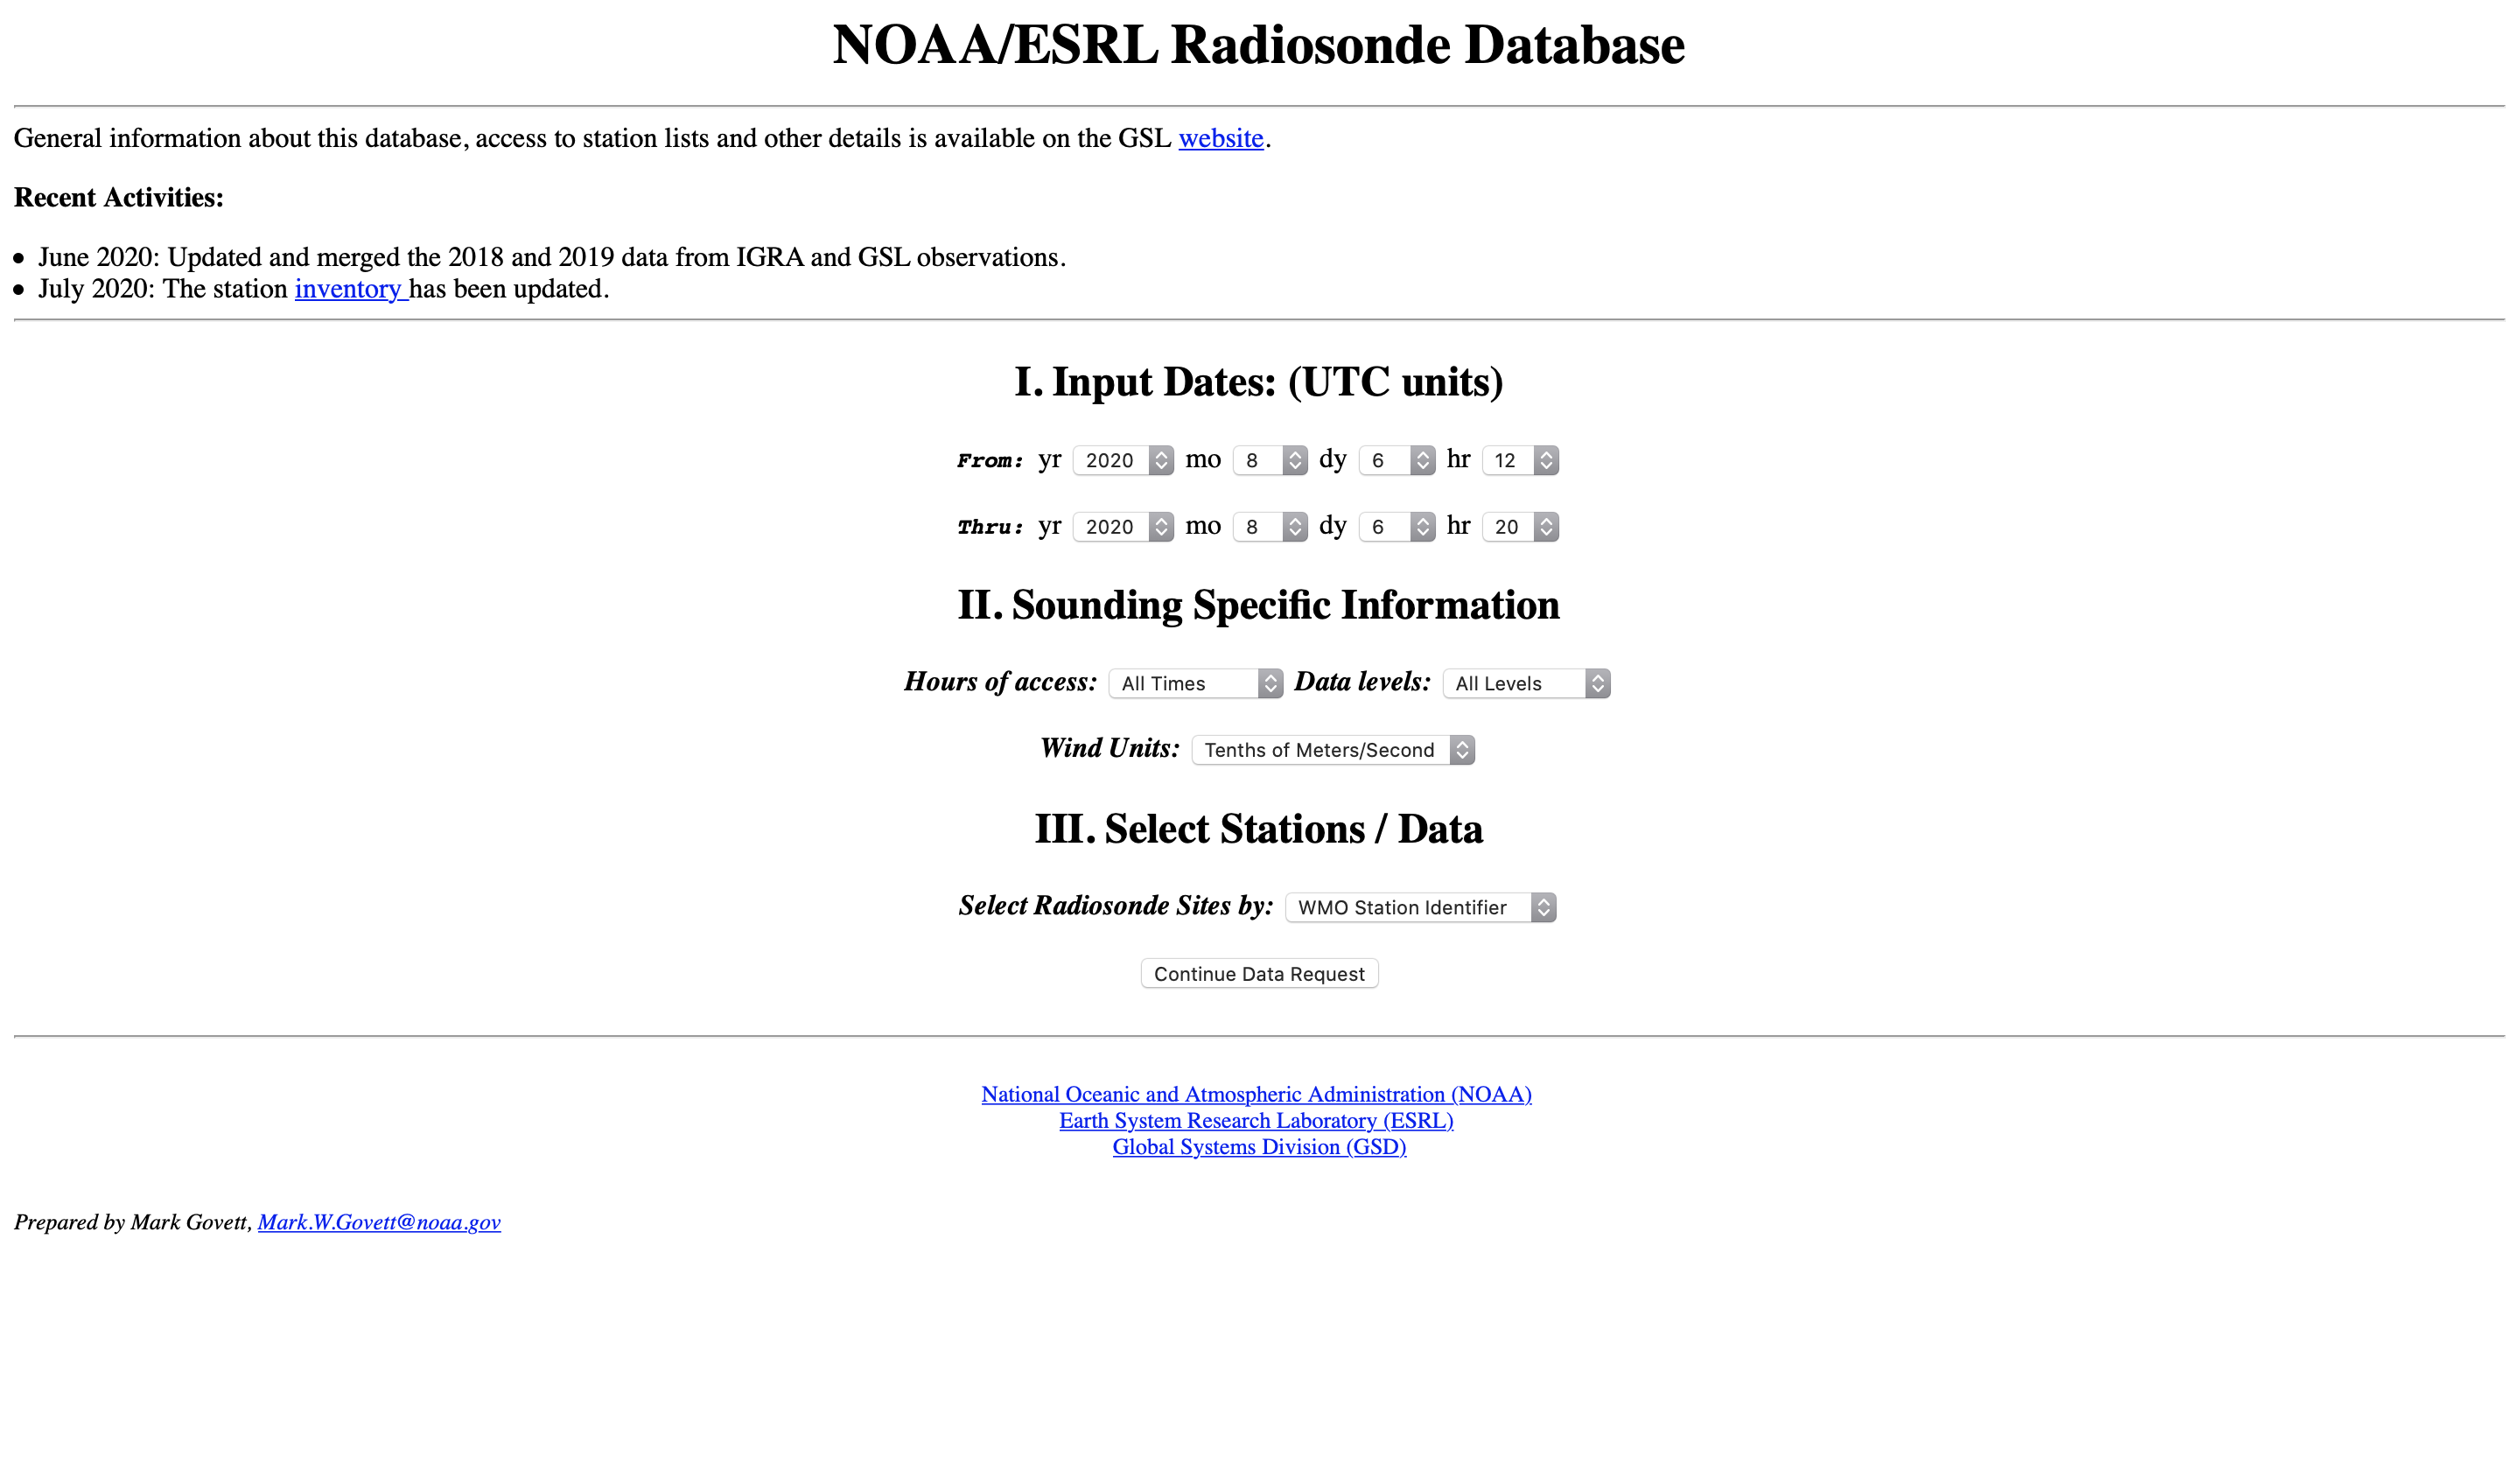 NOAA/ESRL Radiosonde Database
General information about this database, access to station lists and other details is available on the GSL website.
Recent Activities:
• June 2020: Updated and merged the 2018 and 2019 data from IGRA and GSL observations.
• July 2020: The station inventory has been updated.
I. Input Dates: (UTC units)
From: yr 2020 mo 8 dy 6 hr 12
Thru: yr 2020 mo 8 dy 6 hr 20
II. Sounding Specific Information
Hours of access: All Times Data levels: All Levels
Wind Units: Tenths of Meters/Second
III. Select Stations / Data
Select Radiosonde Sites by: WMO Station Identifier
Continue Data Request
National Oceanic and Atmospheric Administration (NOAA)
Earth System Research Laboratory (ESRL)
Global Systems Division (GSD)
Prepared by Mark Govett, Mark.W.Govett@noaa.gov